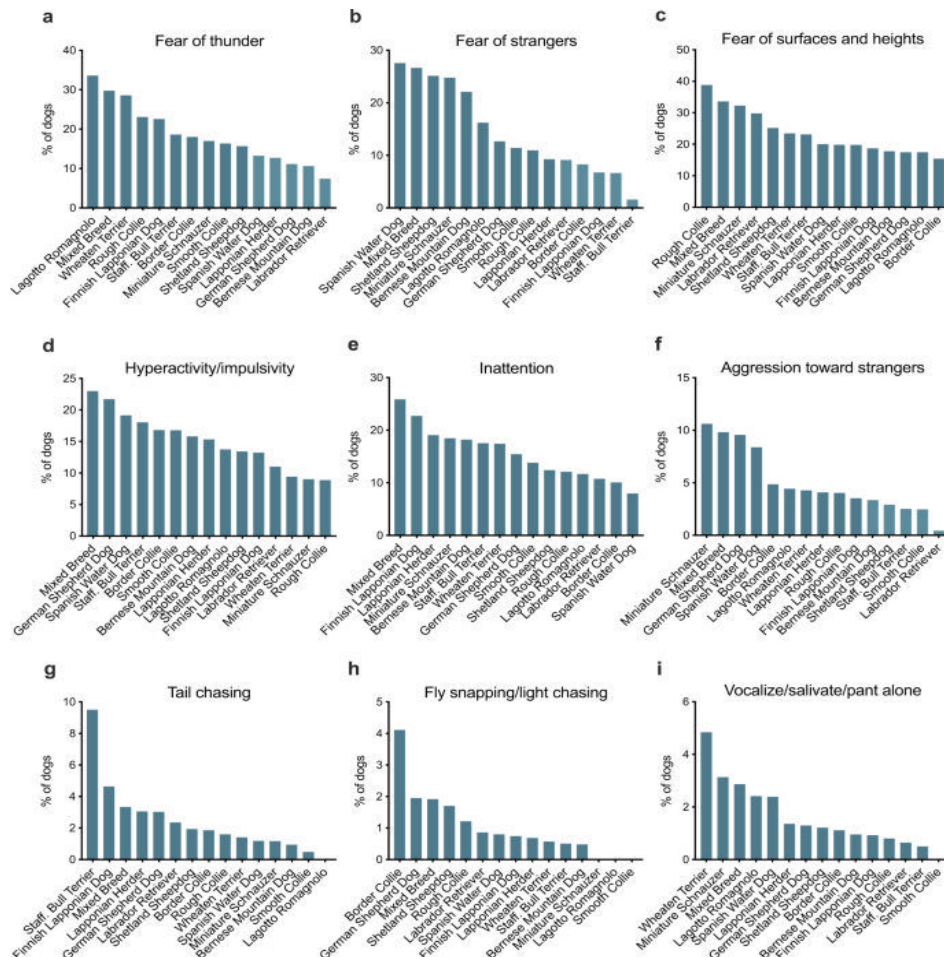 a
Fear of thunder
% of dogs
40
30
20
10
0
Lagotto Romagnolo
Mixed Breed
Wheaten Terrier
Rough Collie
Finnish Lapponian Dog
Staff. Bull Terrier
Border Collie
Miniature Schnauzer
Smooth Collie
Shetland Sheepdog
Spanish Water Dog
Lapponian Herder
German Shepherd Dog
Bernese Mountain Dog
Labrador Retriever
b
Fear of strangers
% of dogs
30
20
10
0
Spanish Water Dog
Mixed Breed
Shetland Sheepdog
Miniature Schnauzer
Bernese Mountain Dog
Lagotto Romagnolo
German Shepherd Dog
Smooth Collie
Rough Collie
Lapponian Herder
Labrador Retriever
Border Collie
Finnish Lapponian Dog
Wheaten Terrier
Staff. Bull Terrier
c
Fear of surfaces and heights
% of dogs
50
40
30
20
10
0
Rough Collie
Mixed Breed
Miniature Schnauzer
Labrador Retriever
Shetland Sheepdog
Wheaten Terrier
Staff. Bull Terrier
Spanish Water Dog
Lapponian Herder
Smooth Collie
Finnish Lapponian Dog
Bernese Mountain Dog
German Shepherd Dog
Lagotto Romagnolo
Border Collie
d
Hyperactivity/impulsivity
% of dogs
25
20
15
10
5
0
Mixed Breed
German Shepherd Dog
Spanish Water Dog
Staff. Bull Terrier
Border Collie
Smooth Collie
Bernese Mountain Dog
Lapponian Herder
Lagotto Romagnolo
Shetland Sheepdog
Finnish Lapponian Dog
Labrador Retriever
Wheaten Terrier
Miniature Schnauzer
Rough Collie
e
Inattention
% of dogs
30
20
10
0
Mixed Breed
Finnish Lapponian Dog
Lapponian Herder
Miniature Schnauzer
Bernese Mountain Dog
Staff. Bull Terrier
Wheaten Terrier
German Shepherd Dog
Smooth Collie
Shetland Sheepdog
Rough Collie
Lagotto Romagnolo
Labrador Retriever
Border Collie
Spanish Water Dog
f
Aggression toward strangers
% of dogs
15
10
5
0
Miniature Schnauzer
Mixed Breed
German Shepherd Dog
Spanish Water Dog
Border Collie
Lagotto Romagnolo
Wheaten Terrier
Lapponian Herder
Rough Collie
Finnish Lapponian Dog
Bernese Mountain Dog
Shetland Sheepdog
Staff. Bull Terrier
Smooth Collie
Labrador Retriever
g
Tail chasing
% of dogs
10
8
6
4
2
0
Staff. Bull Terrier
Finnish Lapponian Dog
Mixed Breed
Lapponian Herder
German Shepherd Dog
Labrador Retriever
Shetland Sheepdog
Border Collie
Rough Collie
Wheaten Terrier
Spanish Water Dog
Miniature Schnauzer
Bernese Mountain Dog
Smooth Collie
Lagotto Romagnolo
h
Fly snapping/light chasing
% of dogs
5
4
3
2
1
0
Border Collie
German Shepherd Dog
Mixed Breed
Shetland Sheepdog
Rough Collie
Labrador Retriever
Spanish Water Dog
Finnish Lapponian Dog
Lapponian Herder
Wheaten Terrier
Staff. Bull Terrier
Bernese Mountain Dog
Miniature Schnauzer
Lagotto Romagnolo
Smooth Collie
i
Vocalize/salivate/pant alone
% of dogs
6
4
2
0
Wheaten Terrier
Miniature Schnauzer
Mixed Breed
Lagotto Romagnolo
Spanish Water Dog
Lapponian Herder
German Shepherd Dog
Shetland Sheepdog
Border Collie
Bernese Mountain Dog
Finnish Lapponian Dog
Rough Collie
Labrador Retriever
Staff. Bull Terrier
Smooth Collie